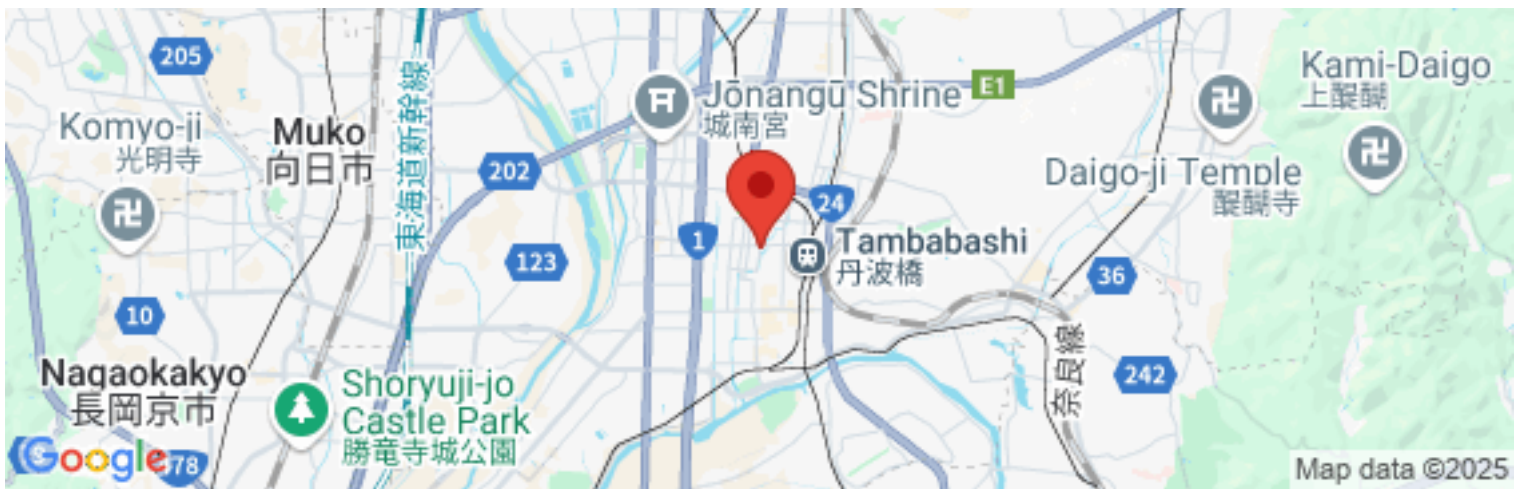 205
Komyo-ji
光明寺
Muko
向日市
東海道新幹線
202
123
10
Nagaokakyo
長岡京市
Shoryuji-jo
Castle Park
勝竜寺城公園
Jōnangū Shrine
城南宮
E1
1
24
Tambabashi
丹波橋
Kami-Daigo
上醍醐
Daigo-ji Temple
醍醐寺
36
242
奈良線
Google
478
Map data ©2025